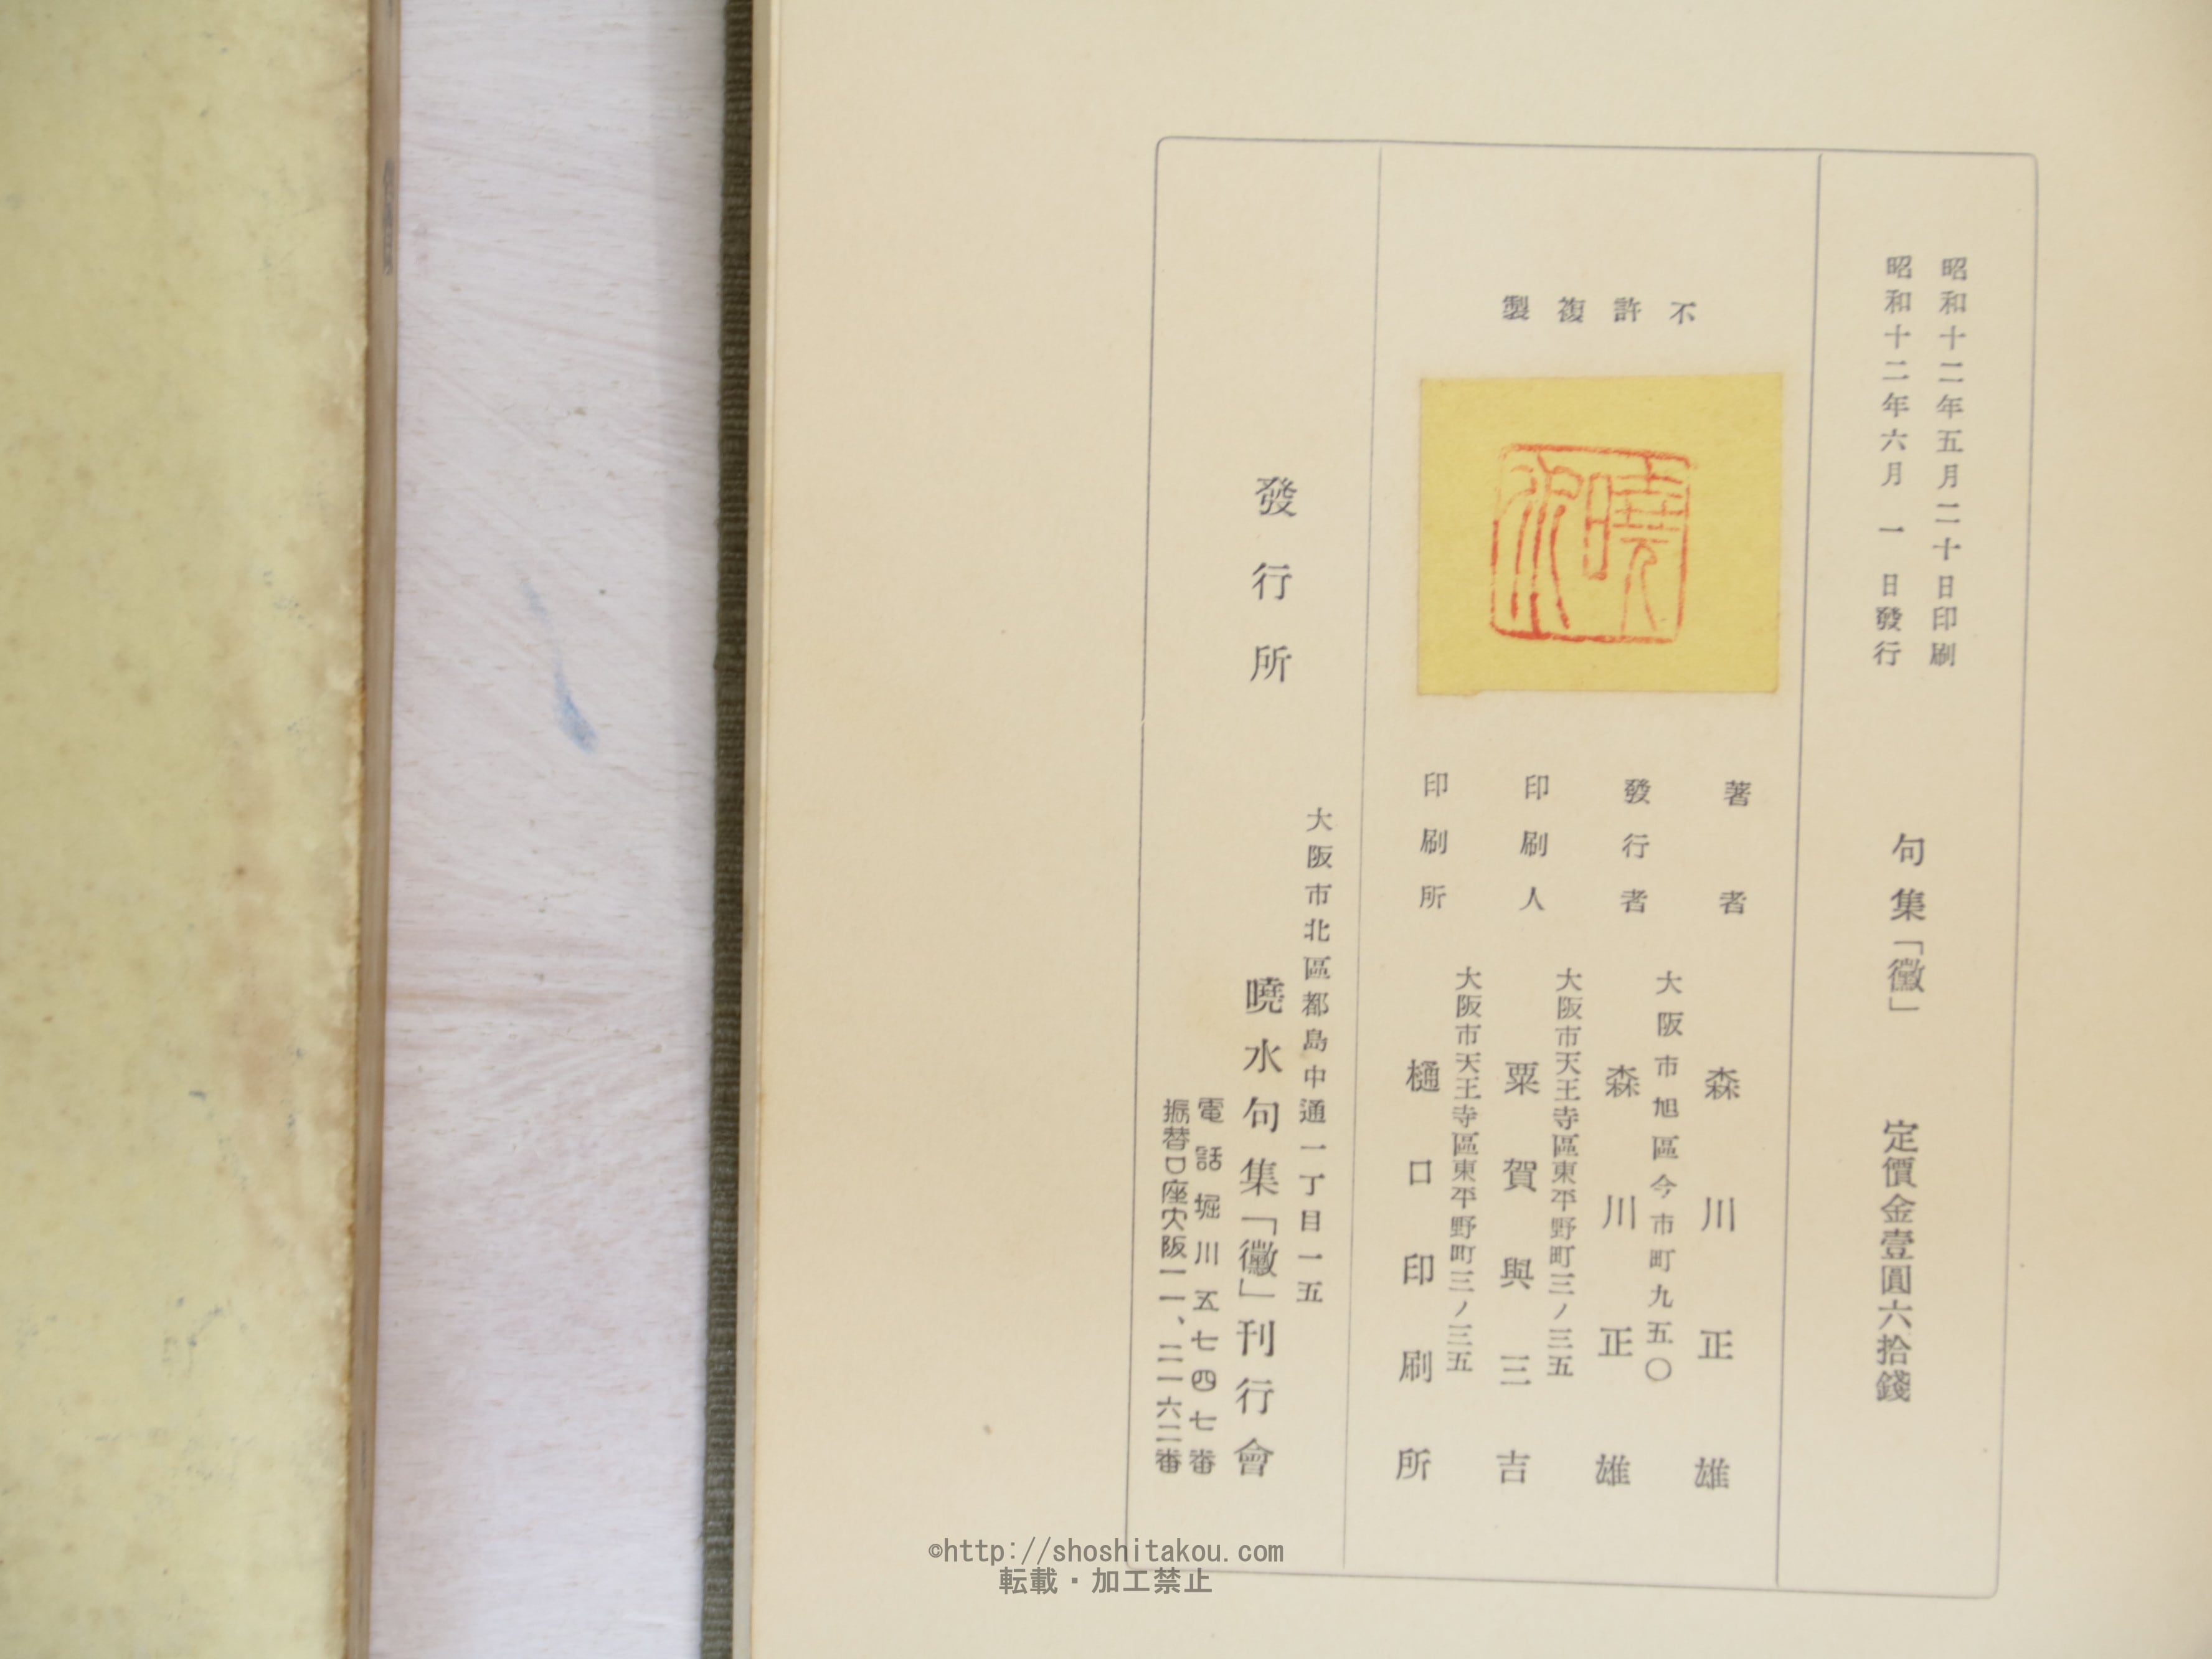 昭和十二年五月二十日印刷
昭和十二年六月一日發行
句集「黴」　定價金壹圓六拾錢
不許複製
曉水
著者　森川正雄
大阪市旭區今市町九五〇
發行者　森川正雄
大阪市天王寺區東平野町三ノ三五
印刷人　粟賀與三吉
大阪市天王寺區東平野町三ノ三五
印刷所　樋口印刷所
發行所
大阪市北區都島中通一丁目一五
曉水句集「黴」刊行會
電話堀川五七四七番
振替口座大阪一一、二一六二番
©http://shoshitakou.com
転載・加工禁止